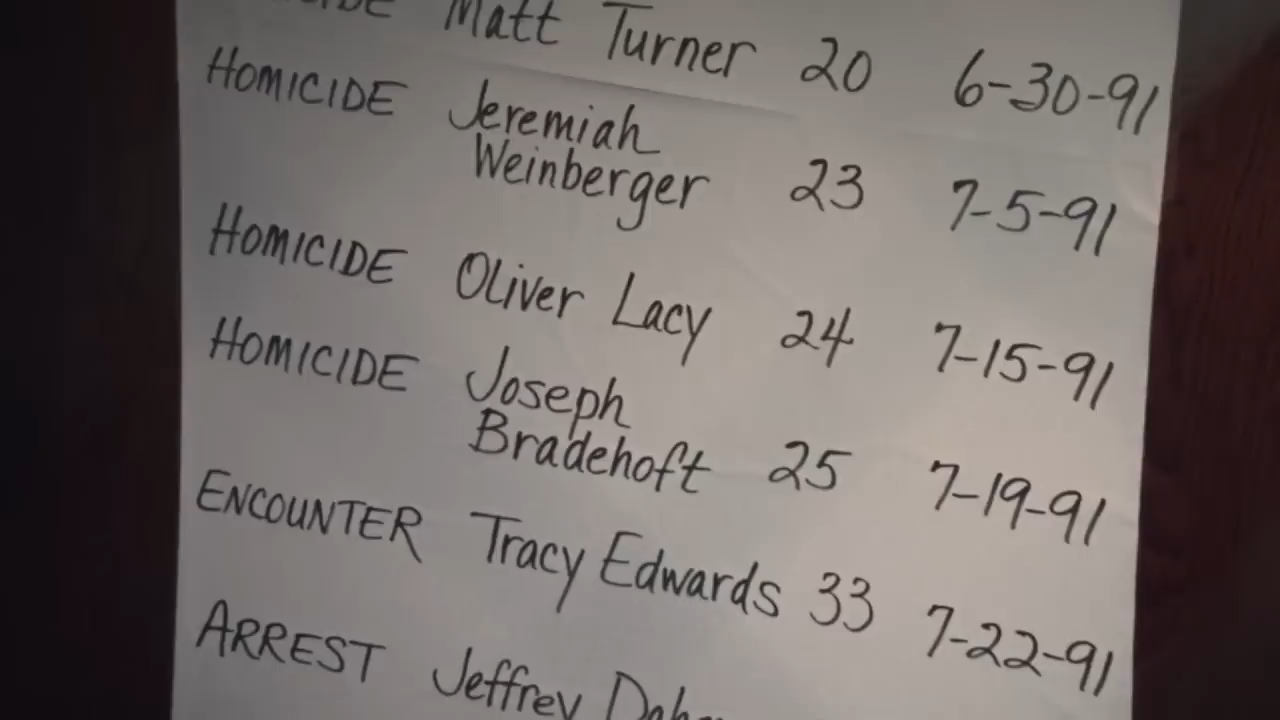 Matt Turner 20 6-30-91
HOMICIDE Jeremiah
Weinberger 23 7-5-91
HOMICIDE Oliver Lacy 24 7-15-91
HOMICIDE Joseph
Bradehoft 25 7-19-91
ENCOUNTER Tracy Edwards 33 7-22-91
ARREST Jeffrey